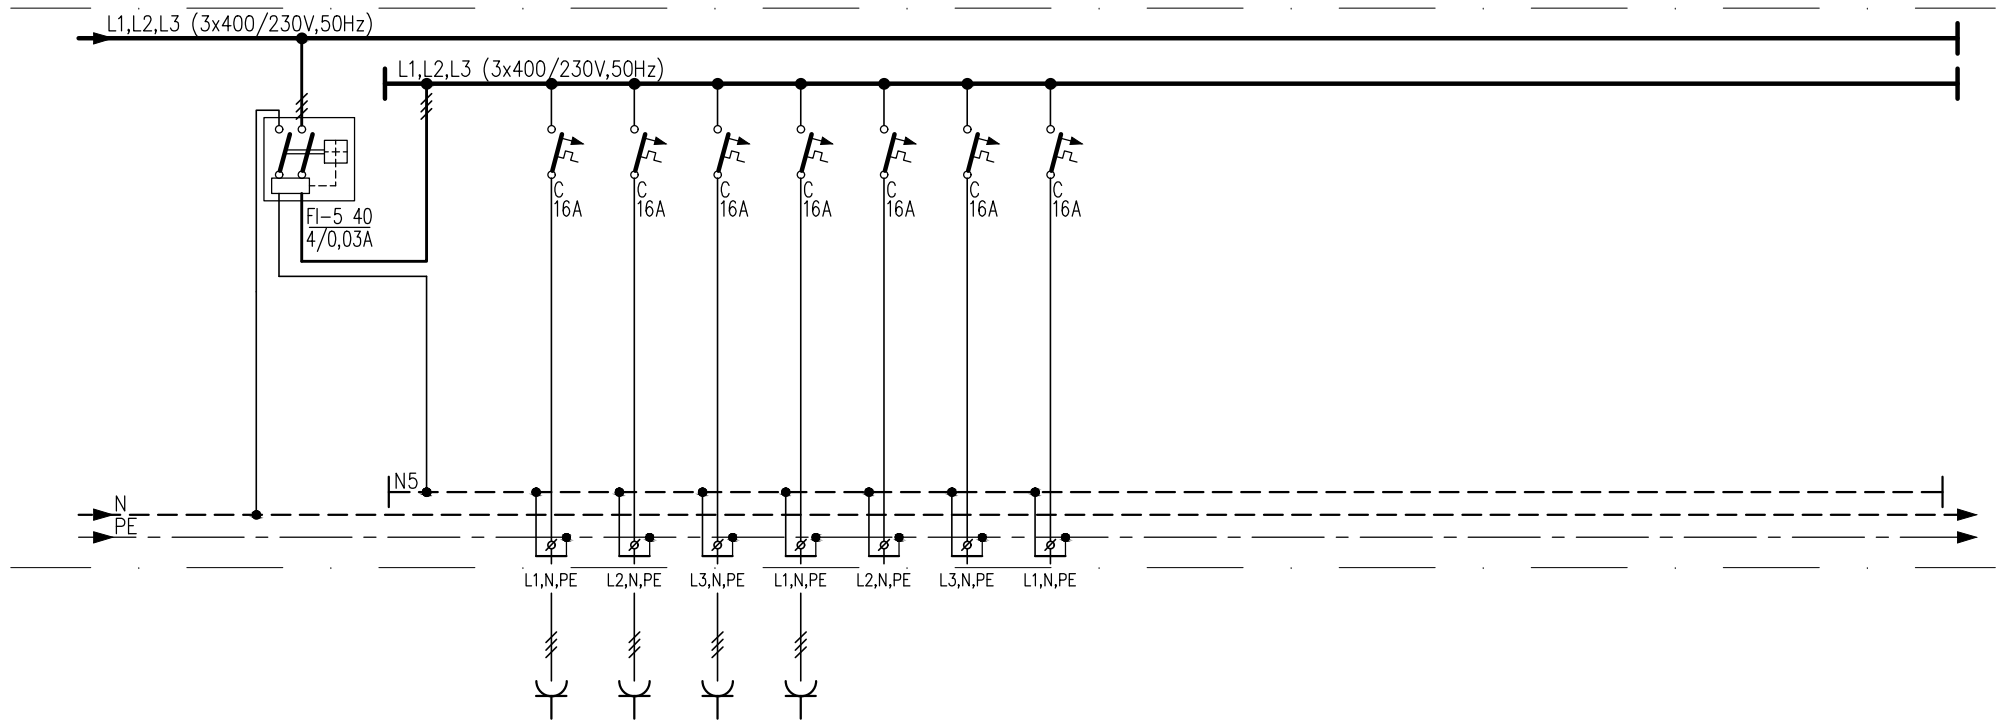 L1,L2,L3 (3x400/230V,50Hz)
L1,L2,L3 (3x400/230V,50Hz)
C
16A
C
16A
C
16A
C
16A
C
16A
C
16A
C
16A
FI-5 40
4/0,03A
N5
N
PE
L1,N,PE
L2,N,PE
L3,N,PE
L1,N,PE
L2,N,PE
L3,N,PE
L1,N,PE